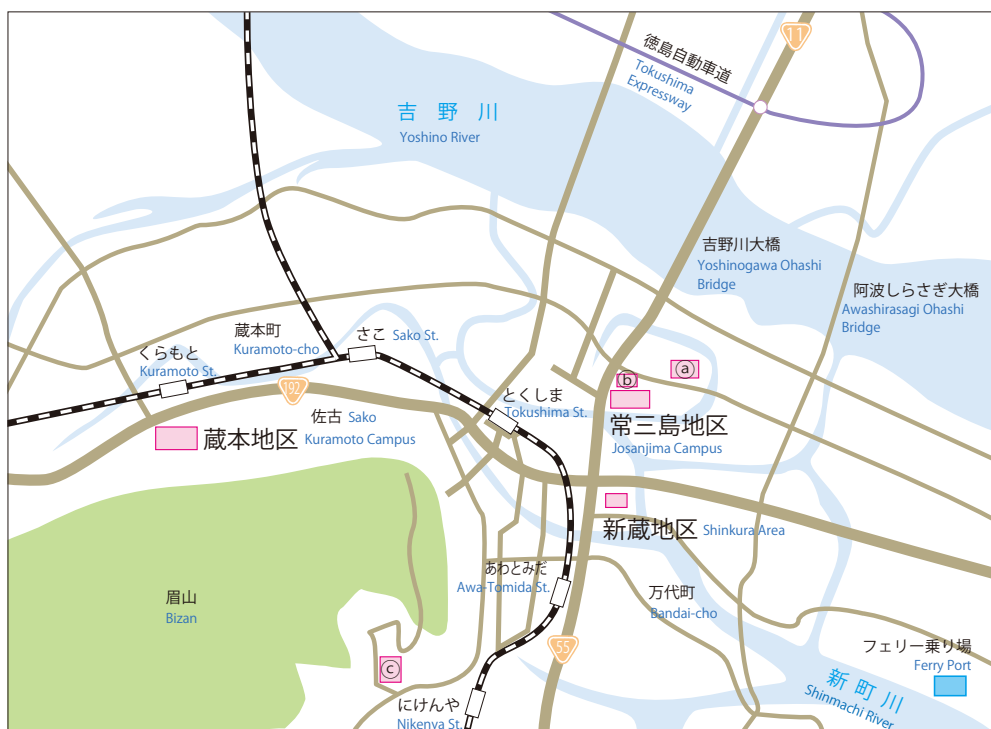 11
徳島自動車道
Tokushima
Expressway
吉野川
Yoshino River
吉野川大橋
Yoshinogawa Ohashi
Bridge
阿波しらさぎ大橋
Awashirasagi Ohashi
Bridge
蔵本町
Kuramoto-cho
さこ Sako St.
くらもと
Kuramoto St.
192
とくしま
Tokushima St.
a
b
佐古 Sako
蔵本地区 Kuramoto Campus
常三島地区
Josanjima Campus
新蔵地区 Shinkura Area
あわとみだ
Awa-Tomida St.
万代町
Bandai-cho
眉山
Bizan
55
c
フェリー乗り場
Ferry Port
新町川
Shinmachi River
にけんや
Nikenya St.